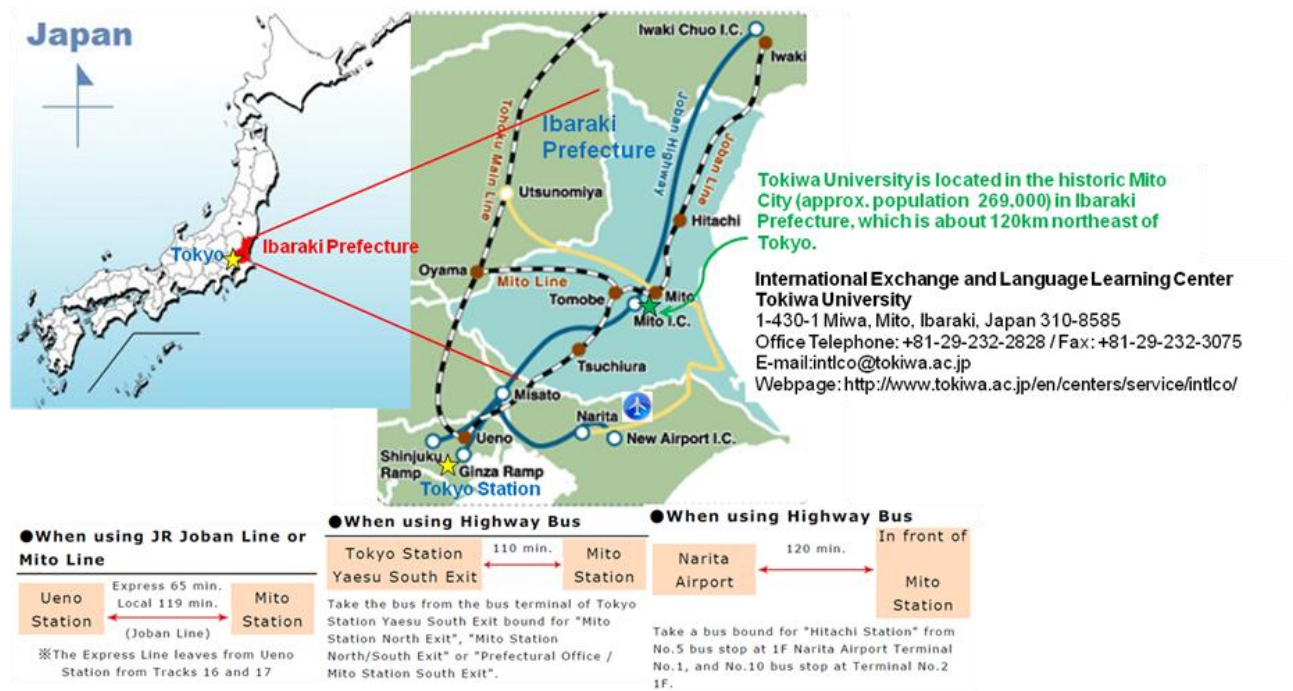 Japan
Tokyo
Ibaraki Prefecture
Iwaki Chuo I.C.
Iwaki
Tohoku Main Line
Ibaraki
Prefecture
Joban Highway
Joban Line
Utsunomiya
Hitachi
Oyama
Mito Line
Tomobe
Mito
Mito I.C.
Tsuchiura
Misato
Narita
Ueno
New Airport I.C.
Shinjuku
Ramp
Ginza Ramp
Tokyo Station
Tokiwa University is located in the historic Mito
City (approx. population 269,000) in Ibaraki
Prefecture, which is about 120km northeast of
Tokyo.
International Exchange and Language Learning Center
Tokiwa University
1-430-1 Miwa, Mito, Ibaraki, Japan 310-8585
Office Telephone: +81-29-232-2828 / Fax: +81-29-232-3075
E-mail:intlco@tokiwa.ac.jp
Webpage: http://www.tokiwa.ac.jp/en/centers/service/intlco/
●When using JR Joban Line or
Mito Line
Ueno
Station
Express 65 min.
Local 119 min.
(Joban Line)
Mito
Station
※The Express Line leaves from Ueno
Station from Tracks 16 and 17
●When using Highway Bus
Tokyo Station
Yaesu South Exit
110 min.
Mito
Station
Take the bus from the bus terminal of Tokyo
Station Yaesu South Exit bound for "Mito
Station North Exit", "Mito Station
North/South Exit" or "Prefectural Office /
Mito Station South Exit".
●When using Highway Bus
Narita
Airport
120 min.
In front of
Mito
Station
Take a bus bound for "Hitachi Station" from
No.5 bus stop at 1F Narita Airport Terminal
No.1, and No.10 bus stop at Terminal No.2
1F.